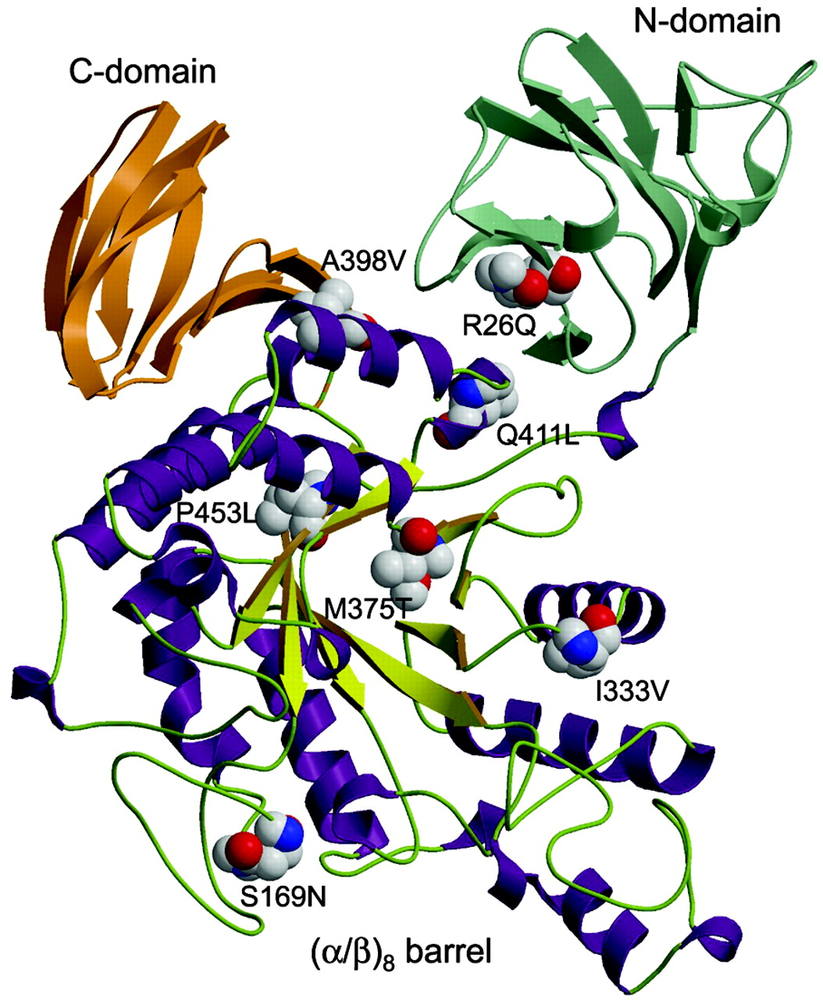 N-domain
C-domain
A398V
R26Q
Q411L
P453L
M375T
I333V
S169N
(α/β)₈ barrel